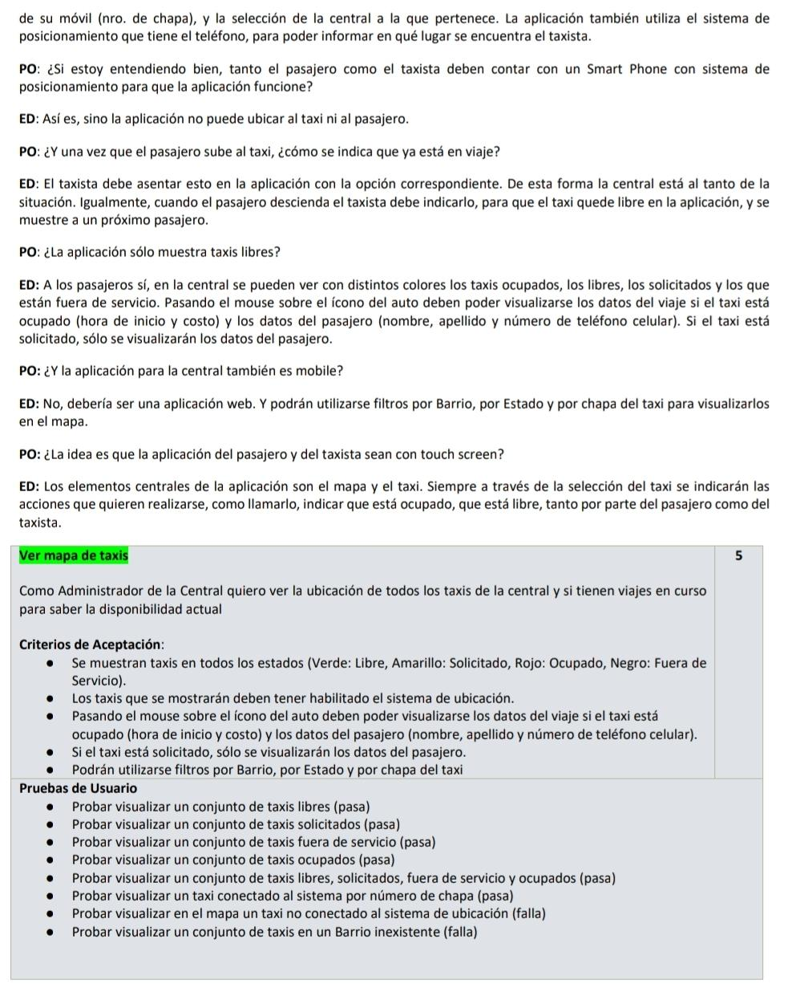 de su móvil (nro. de chapa), y la selección de la central a la que pertenece. La aplicación también utiliza el sistema de
posicionamiento que tiene el teléfono, para poder informar en qué lugar se encuentra el taxista.
PO: ¿Si estoy entendiendo bien, tanto el pasajero como el taxista deben contar con un Smart Phone con sistema de
posicionamiento para que la aplicación funcione?
ED: Así es, sino la aplicación no puede ubicar al taxi ni al pasajero.
PO: ¿Y una vez que el pasajero sube al taxi, ¿cómo se indica que ya está en viaje?
ED: El taxista debe asentar esto en la aplicación con la opción correspondiente. De esta forma la central está al tanto de la
situación. Igualmente, cuando el pasajero descienda el taxista debe indicarlo, para que el taxi quede libre en la aplicación, y se
muestre a un próximo pasajero.
PO: ¿La aplicación sólo muestra taxis libres?
ED: A los pasajeros sí, en la central se pueden ver con distintos colores los taxis ocupados, los libres, los solicitados y los que
están fuera de servicio. Pasando el mouse sobre el ícono del auto deben poder visualizarse los datos del viaje si el taxi está
ocupado (hora de inicio y costo) y los datos del pasajero (nombre, apellido y número de teléfono celular). Si el taxi está
solicitado, sólo se visualizarán los datos del pasajero.
PO: ¿Y la aplicación para la central también es mobile?
ED: No, debería ser una aplicación web. Y podrán utilizarse filtros por Barrio, por Estado y por chapa del taxi para visualizarlos
en el mapa.
PO: ¿La idea es que la aplicación del pasajero y del taxista sean con touch screen?
ED: Los elementos centrales de la aplicación son el mapa y el taxi. Siempre a través de la selección del taxi se indicarán las
acciones que quieren realizarse, como llamarlo, indicar que está ocupado, que está libre, tanto por parte del pasajero como del
taxista.
Ver mapa de taxis 5
Como Administrador de la Central quiero ver la ubicación de todos los taxis de la central y si tienen viajes en curso
para saber la disponibilidad actual
Criterios de Aceptación:
● Se muestran taxis en todos los estados (Verde: Libre, Amarillo: Solicitado, Rojo: Ocupado, Negro: Fuera de
Servicio).
● Los taxis que se mostrarán deben tener habilitado el sistema de ubicación.
● Pasando el mouse sobre el ícono del auto deben poder visualizarse los datos del viaje si el taxi está
ocupado (hora de inicio y costo) y los datos del pasajero (nombre, apellido y número de teléfono celular).
● Si el taxi está solicitado, sólo se visualizarán los datos del pasajero.
● Podrán utilizarse filtros por Barrio, por Estado y por chapa del taxi
Pruebas de Usuario
● Probar visualizar un conjunto de taxis libres (pasa)
● Probar visualizar un conjunto de taxis solicitados (pasa)
● Probar visualizar un conjunto de taxis fuera de servicio (pasa)
● Probar visualizar un conjunto de taxis ocupados (pasa)
● Probar visualizar un conjunto de taxis libres, solicitados, fuera de servicio y ocupados (pasa)
● Probar visualizar un taxi conectado al sistema por número de chapa (pasa)
● Probar visualizar en el mapa un taxi no conectado al sistema de ubicación (falla)
● Probar visualizar un conjunto de taxis en un Barrio inexistente (falla)